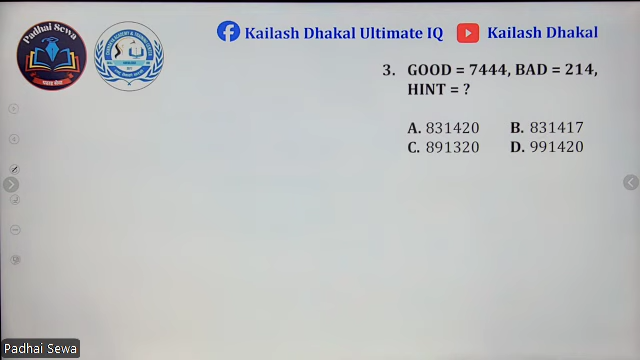 Padhai Sewa
Kailash Dhakal Ultimate IQ
Kailash Dhakal
3. GOOD = 7444, BAD = 214,
HINT = ?
A. 831420 B. 831417
C. 891320 D. 991420
Padhai Sewa